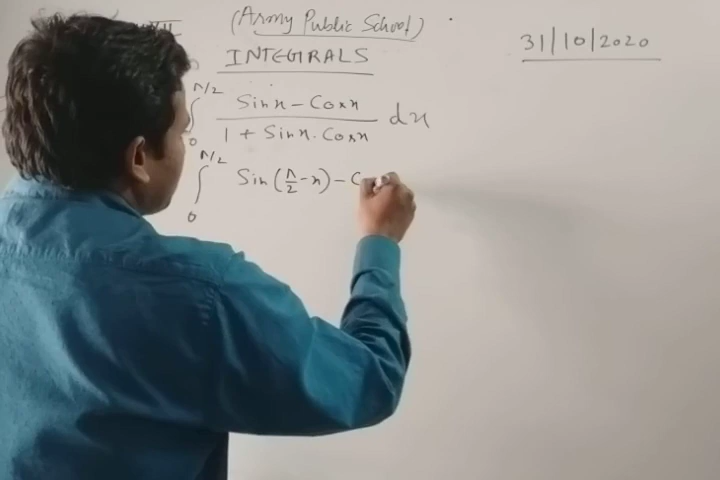 (Army Public School)
31/10/2020
INTEGRALS
∫₀^π/2 Sinx - Cosx / 1 + Sinx. Cosx dx
∫₀^π/2 Sin(π/2 - x) - C